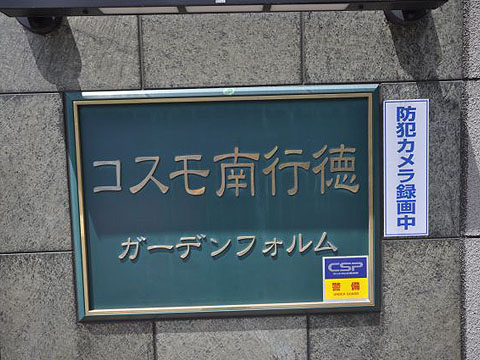 コスモ南行徳
ガーデンフォルム
防犯カメラ録画中
CSP
警備